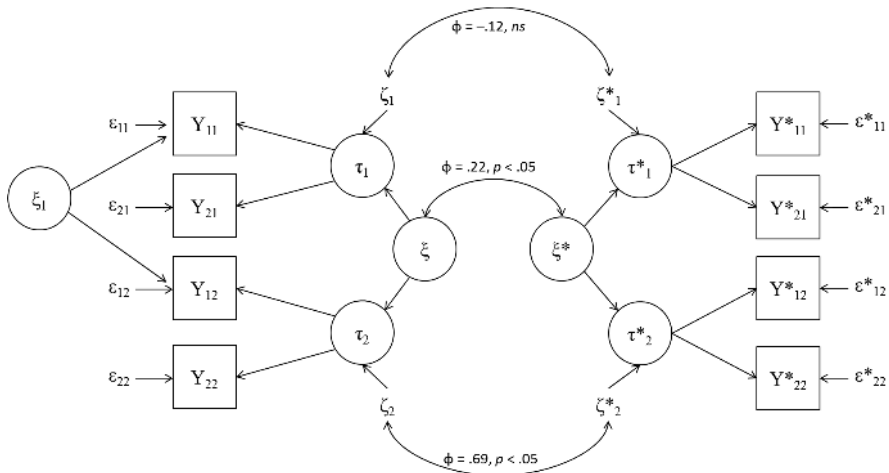 ϕ = –.12, ns
ζ₁ ζ*₁
ε₁₁ Y₁₁ Y*₁₁ ε*₁₁
τ₁ τ*₁
ϕ = .22, p < .05
ξ₁
ε₂₁ Y₂₁ Y*₂₁ ε*₂₁
ξ ξ*
ε₁₂ Y₁₂ Y*₁₂ ε*₁₂
τ₂ τ*₂
ε₂₂ Y₂₂ Y*₂₂ ε*₂₂
ζ₂ ζ*₂
ϕ = .69, p < .05